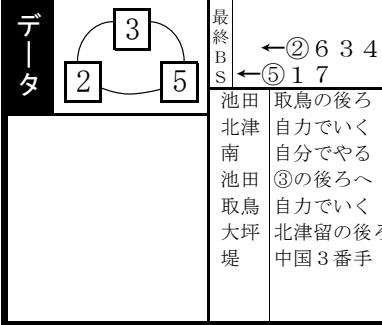 データ
3
2
5
最終BS
←②634
←⑤17
池田 取鳥の後ろ
北津 自力でいく
南 自分でやる
池田 ③の後ろへ
取鳥 自力でいく
大坪 北津留の後ろ
堤 中国3番手